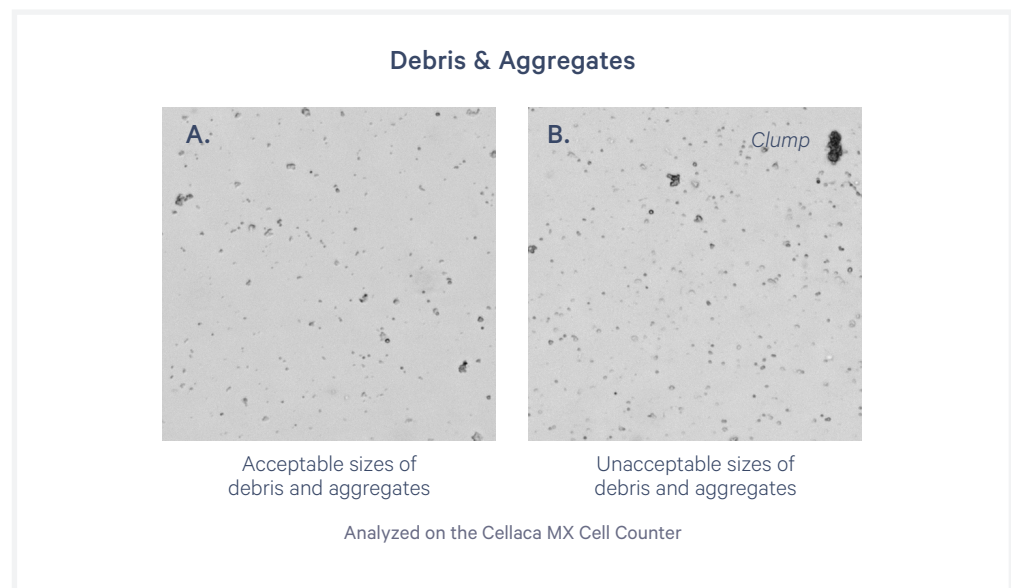 Debris & Aggregates
A.
B.
Clump
Acceptable sizes of
debris and aggregates
Unacceptable sizes of
debris and aggregates
Analyzed on the Cellaca MX Cell Counter